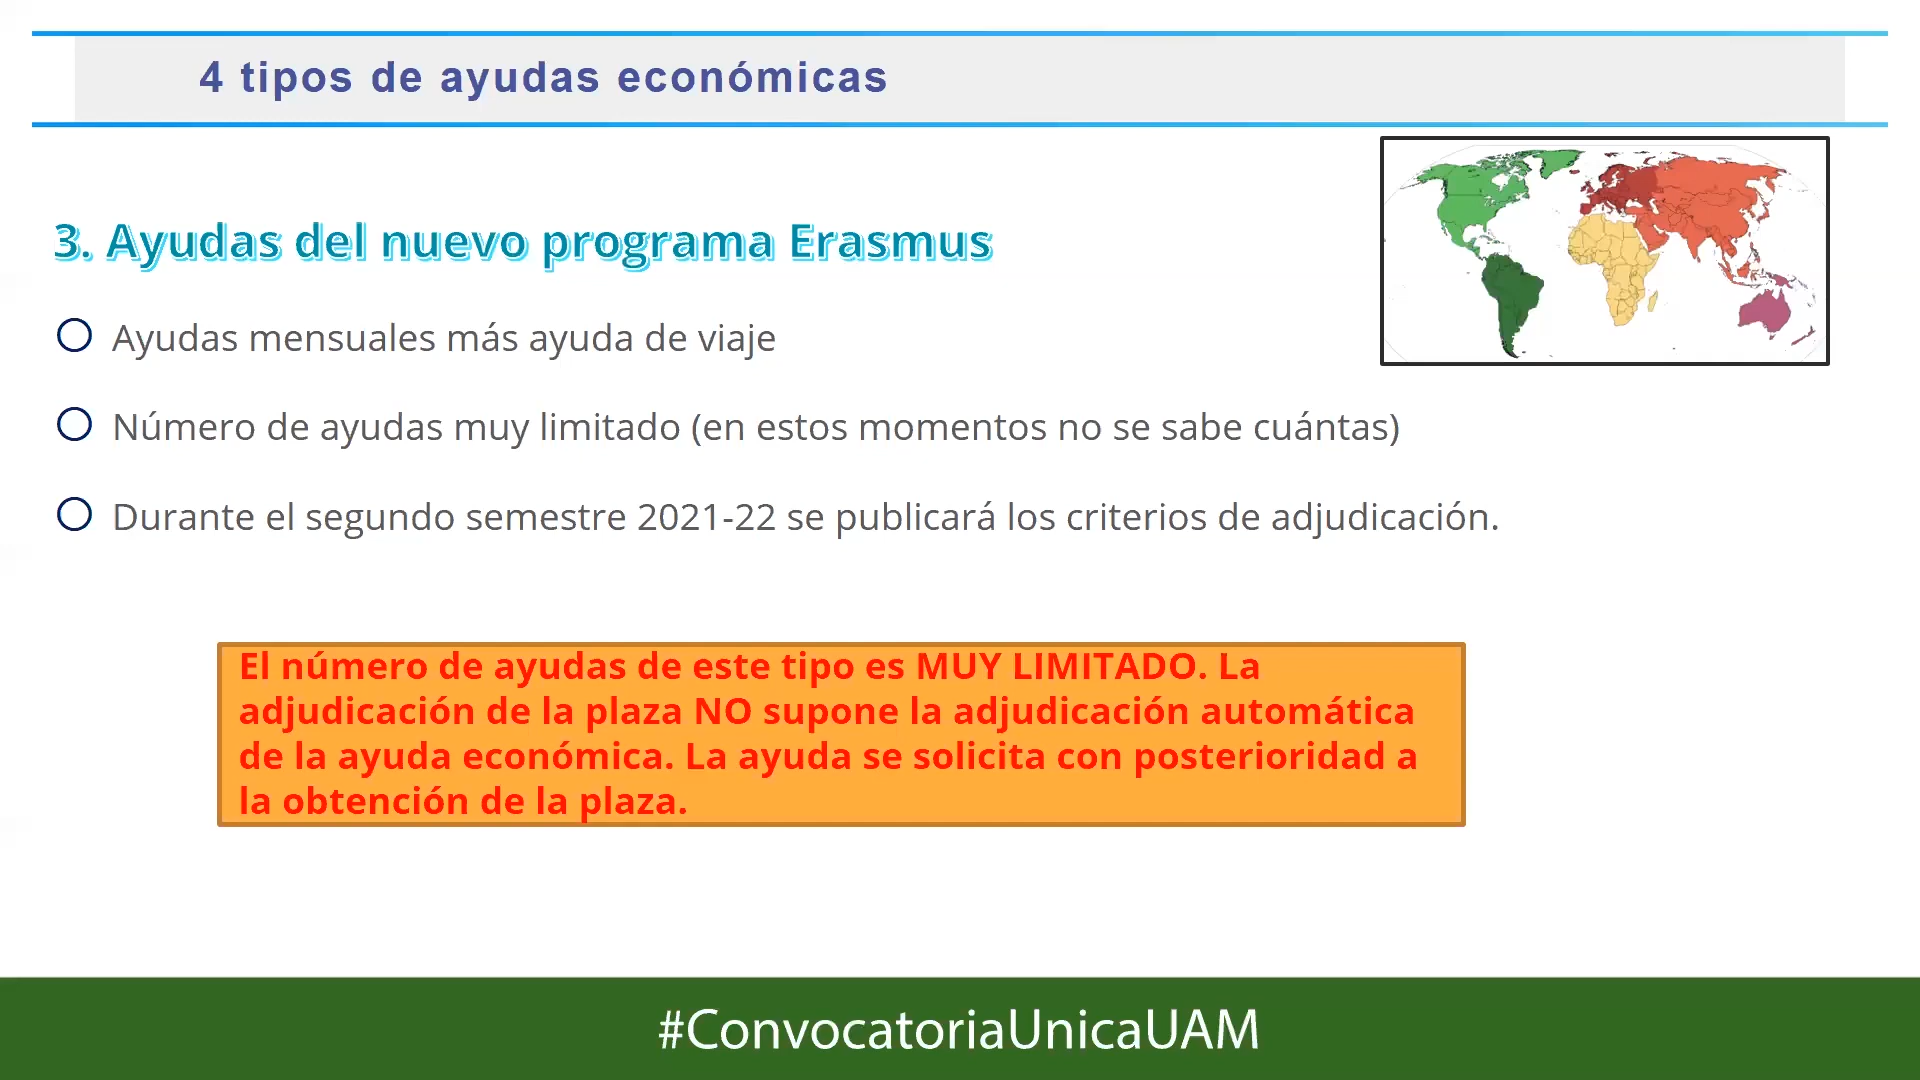 4 tipos de ayudas económicas
3. Ayudas del nuevo programa Erasmus
Ayudas mensuales más ayuda de viaje
Número de ayudas muy limitado (en estos momentos no se sabe cuántas)
Durante el segundo semestre 2021-22 se publicará los criterios de adjudicación.
El número de ayudas de este tipo es MUY LIMITADO. La
adjudicación de la plaza NO supone la adjudicación automática
de la ayuda económica. La ayuda se solicita con posterioridad a
la obtención de la plaza.
#ConvocatoriaUnicaUAM